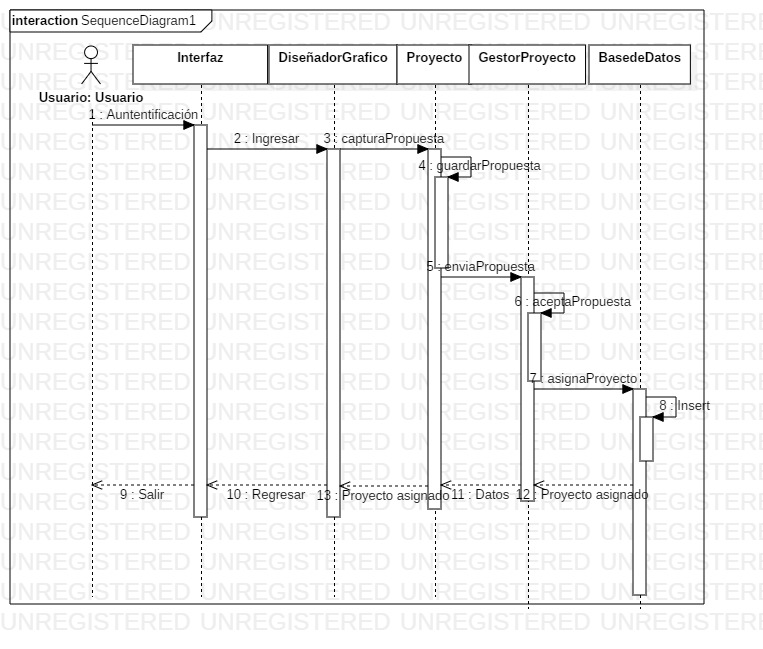 interaction SequenceDiagram1
Interfaz
DiseñadorGrafico
Proyecto
GestorProyecto
BasedeDatos
Usuario: Usuario
1 : Auntentificación
2 : Ingresar
3 : capturaPropuesta
4 : guardarPropuesta
5 : enviaPropuesta
6 : aceptaPropuesta
7 : asignaProyecto
8 : Insert
9 : Salir
10 : Regresar
13 : Proyecto asignado
11 : Datos
12 : Proyecto asignado
UNREGISTERED